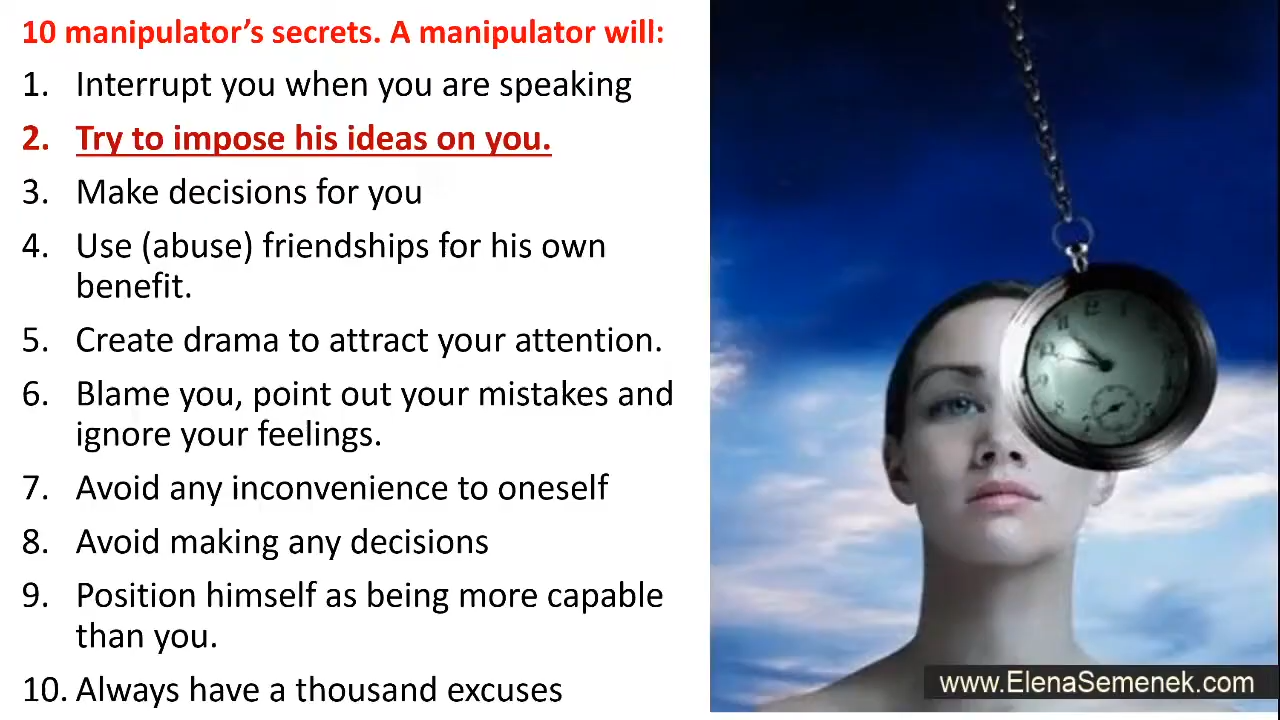 10 manipulator’s secrets. A manipulator will:
1. Interrupt you when you are speaking
2. Try to impose his ideas on you.
3. Make decisions for you
4. Use (abuse) friendships for his own
benefit.
5. Create drama to attract your attention.
6. Blame you, point out your mistakes and
ignore your feelings.
7. Avoid any inconvenience to oneself
8. Avoid making any decisions
9. Position himself as being more capable
than you.
10. Always have a thousand excuses
www.ElenaSemenek.com